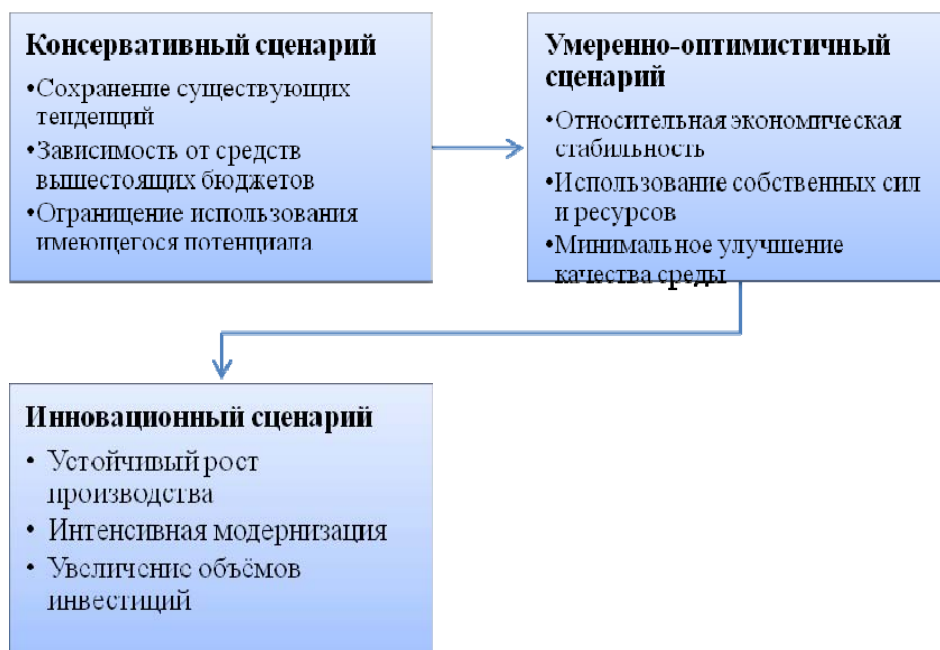 Консервативный сценарий
•Сохранение существующих
тенденций
•Зависимость от средств
вышестоящих бюджетов
•Ограницение использования
имеющегося потенциала
Умеренно-оптимистичный
сценарий
•Относительная экономическая
стабильность
•Использование собственных сил
и ресурсов
•Минимальное улучшение
качества среды
Инновационный сценарий
• Устойчивый рост
производства
• Интенсивная модернизация
• Увеличение объёмов
инвестиций